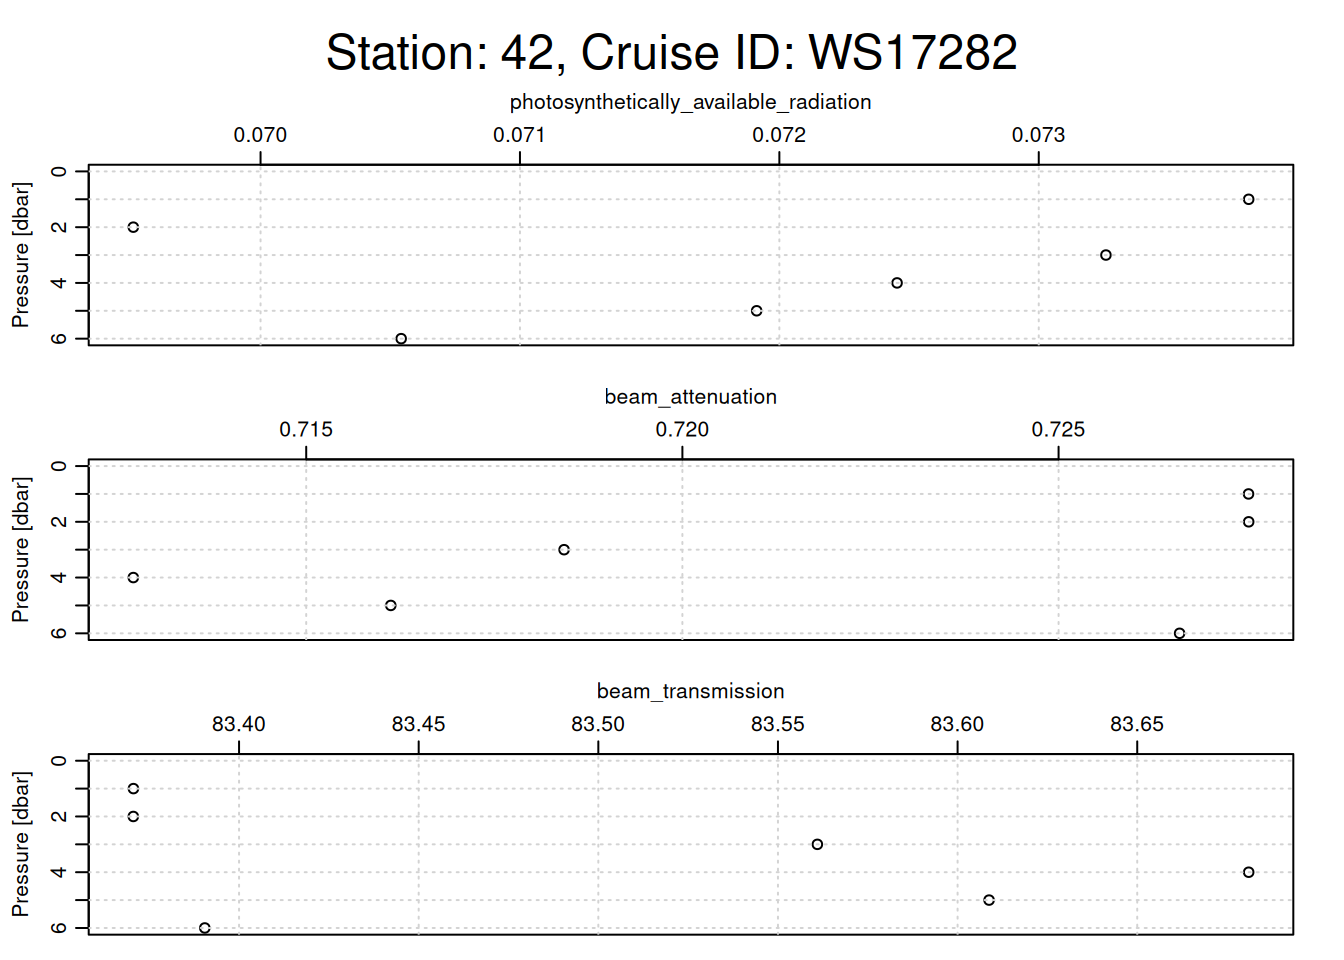 Station: 42, Cruise ID: WS17282
photosynthetically_available_radiation
0.070 0.071 0.072 0.073
Pressure [dbar]
0
2
4
6
beam_attenuation
0.715 0.720 0.725
Pressure [dbar]
0
2
4
6
beam_transmission
83.40 83.45 83.50 83.55 83.60 83.65
Pressure [dbar]
0
2
4
6